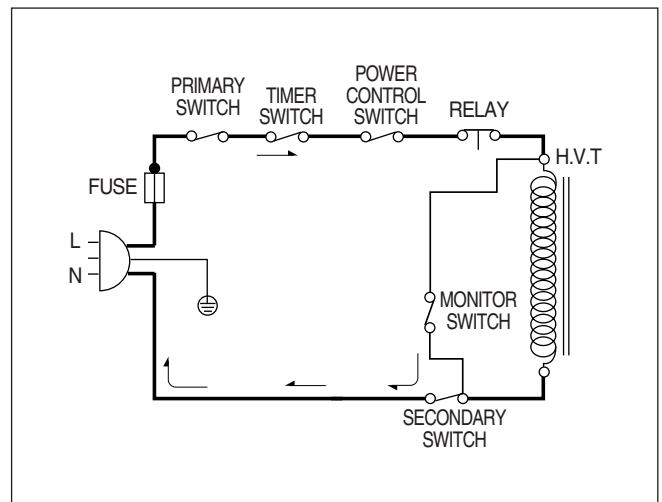 PRIMARY
SWITCH
TIMER
SWITCH
POWER
CONTROL
SWITCH
RELAY
H.V.T
FUSE
L
N
MONITOR
SWITCH
SECONDARY
SWITCH